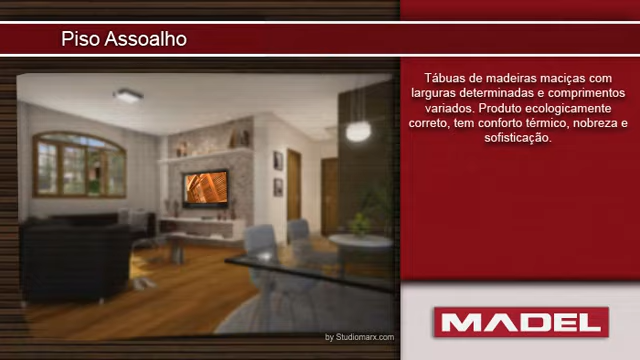 Piso Assoalho
Tábuas de madeiras maciças com
larguras determinadas e comprimentos
variados. Produto ecologicamente
correto, tem conforto térmico, nobreza e
sofisticação.
MADEL
by Studiomarx.com